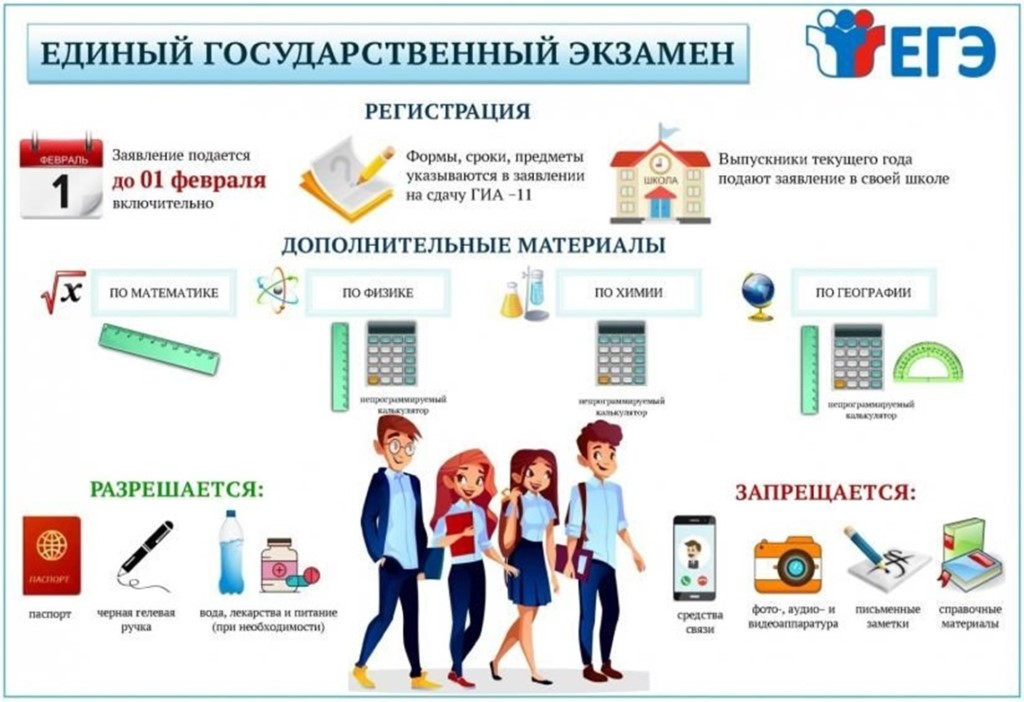 ЕДИНЫЙ ГОСУДАРСТВЕННЫЙ ЭКЗАМЕН
ЕГЭ
РЕГИСТРАЦИЯ
ФЕВРАЛЬ
1
Заявление подается
до 01 февраля
включительно
Формы, сроки, предметы
указываются в заявлении
на сдачу ГИА –11
ШКОЛА
Выпускники текущего года
подают заявление в своей школе
ДОПОЛНИТЕЛЬНЫЕ МАТЕРИАЛЫ
√x
ПО МАТЕМАТИКЕ
ПО ФИЗИКЕ
ПО ХИМИИ
ПО ГЕОГРАФИИ
непрограммируемый
калькулятор
непрограммируемый
калькулятор
непрограммируемый
калькулятор
РАЗРЕШАЕТСЯ:
ПАСПОРТ
паспорт
черная гелевая
ручка
вода, лекарства и питание
(при необходимости)
ЗАПРЕЩАЕТСЯ:
средства
связи
фото-, аудио- и
видеоаппаратура
письменные
заметки
справочные
материалы